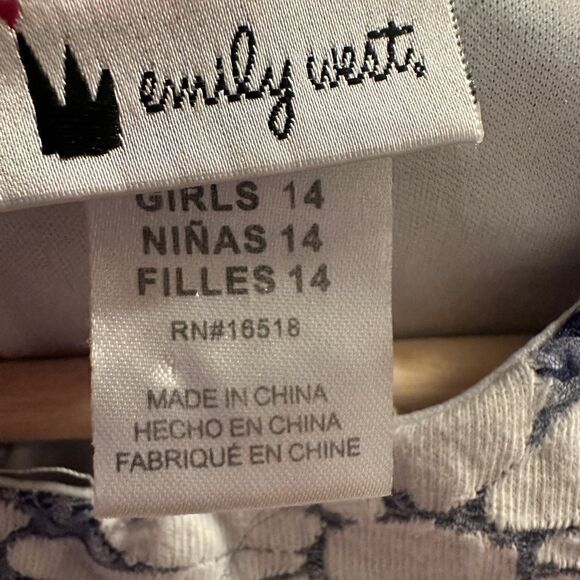 emily west
GIRLS 14
NIÑAS 14
FILLES 14
RN#16518
MADE IN CHINA
HECHO EN CHINA
FABRIQUÉ EN CHINE